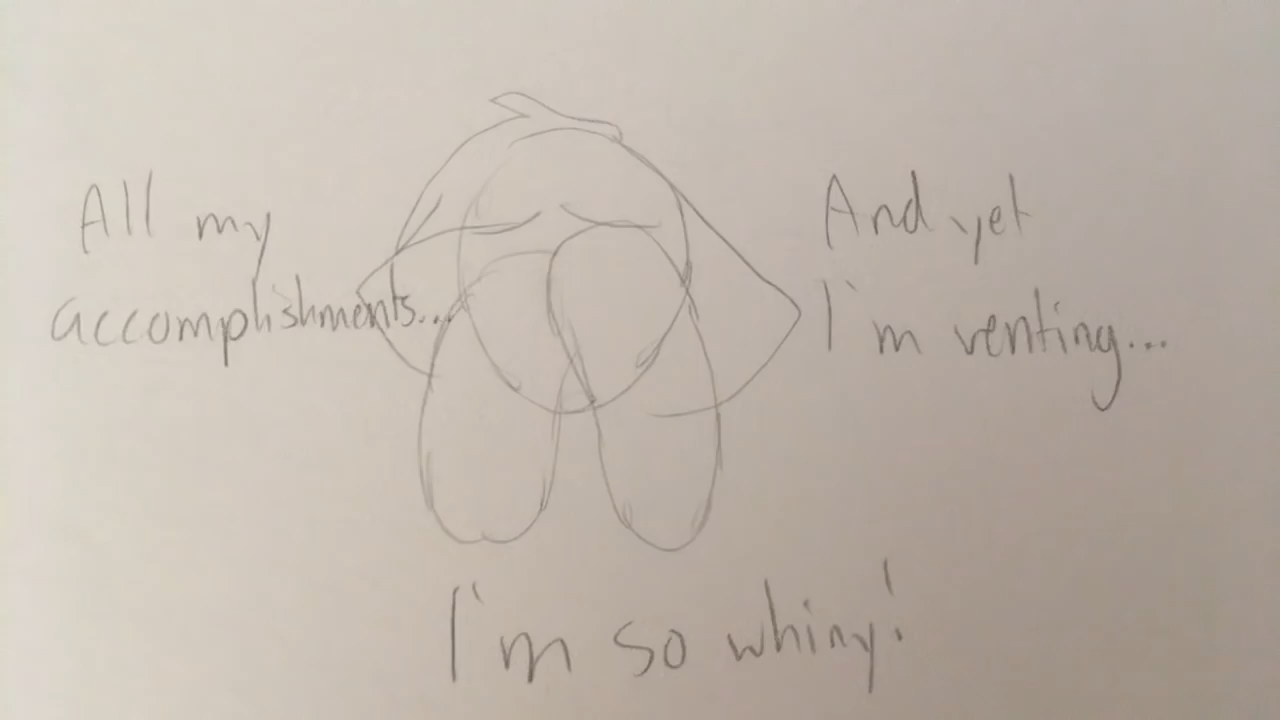 All my
accomplishments...
And yet
I'm venting...
I'm so whiny!